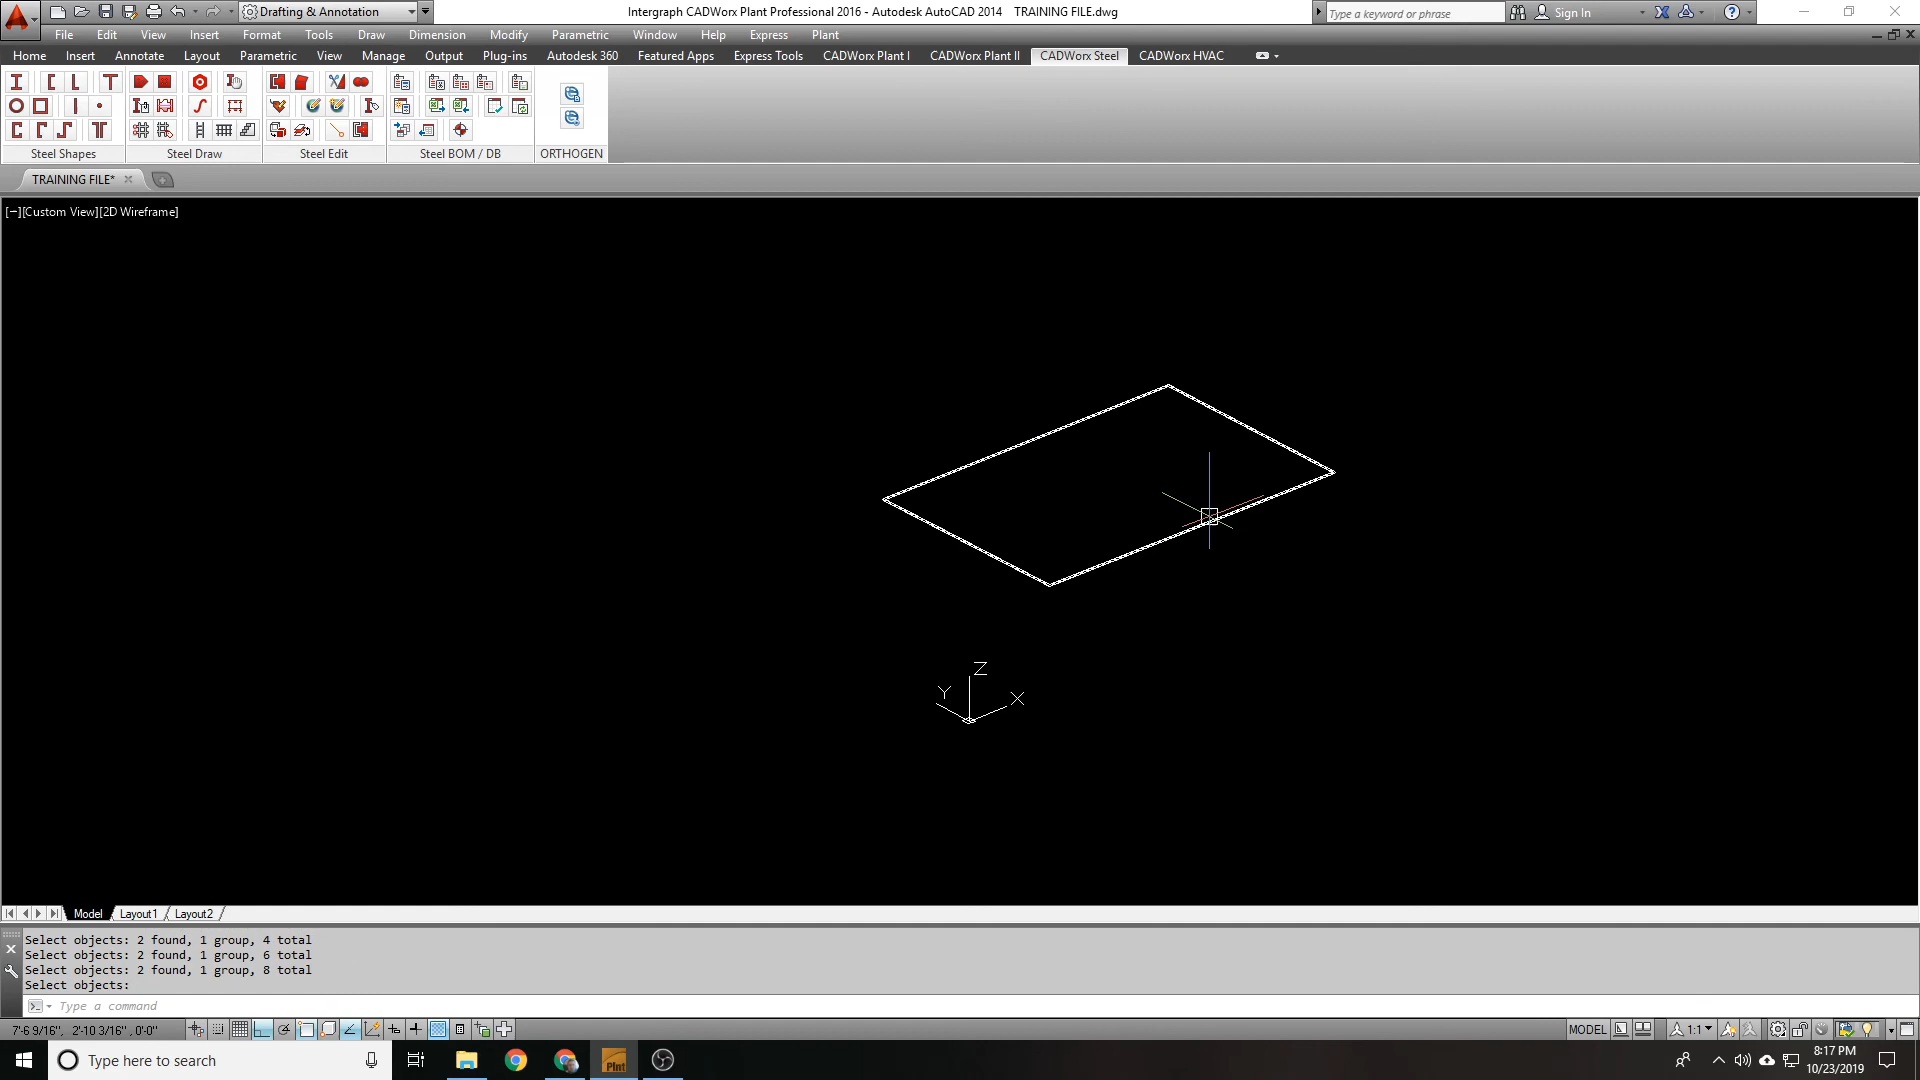 Drafting & Annotation
Intergraph CADWorx Plant Professional 2016 - Autodesk AutoCAD 2014 TRAINING FILE.dwg
Type a keyword or phrase
Sign In
File Edit View Insert Format Tools Draw Dimension Modify Parametric Window Help Express Plant
Home Insert Annotate Layout Parametric View Manage Output Plug-ins Autodesk 360 Featured Apps Express Tools CADWorx Plant I CADWorx Plant II CADWorx Steel CADWorx HVAC
Steel Shapes Steel Draw Steel Edit Steel BOM / DB ORTHOGEN
TRAINING FILE*
[−][Custom View][2D Wireframe]
Z
Y
X
Model Layout1 Layout2
Select objects: 2 found, 1 group, 4 total
Select objects: 2 found, 1 group, 6 total
Select objects: 2 found, 1 group, 8 total
Select objects:
Type a command
7'-6 9/16", 2'-10 3/16" , 0'-0" MODEL 1:1
Type here to search
Plnt
8:17 PM
10/23/2019